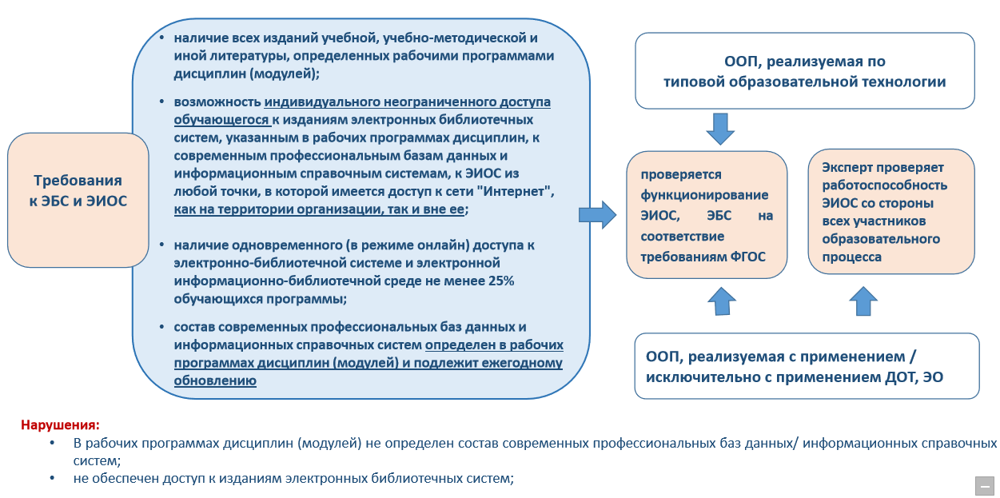 Требования
к ЭБС и ЭИОС
• наличие всех изданий учебной, учебно-методической и
иной литературы, определенных рабочими программами
дисциплин (модулей);
• возможность индивидуального неограниченного доступа
обучающегося к изданиям электронных библиотечных
систем, указанным в рабочих программах дисциплин, к
современным профессиональным базам данных и
информационным справочным системам, к ЭИОС из
любой точки, в которой имеется доступ к сети "Интернет",
как на территории организации, так и вне ее;
• наличие одновременного (в режиме онлайн) доступа к
электронно-библиотечной системе и электронной
информационно-библиотечной среде не менее 25%
обучающихся программы;
• состав современных профессиональных баз данных и
информационных справочных систем определен в рабочих
программах дисциплин (модулей) и подлежит ежегодному
обновлению
ООП, реализуемая по
типовой образовательной технологии
проверяется
функционирование
ЭИОС, ЭБС на
соответствие
требованиям ФГОС
Эксперт проверяет
работоспособность
ЭИОС со стороны
всех участников
образовательного
процесса
ООП, реализуемая с применением /
исключительно с применением ДОТ, ЭО
Нарушения:
• В рабочих программах дисциплин (модулей) не определен состав современных профессиональных баз данных/ информационных справочных
систем;
• не обеспечен доступ к изданиям электронных библиотечных систем;